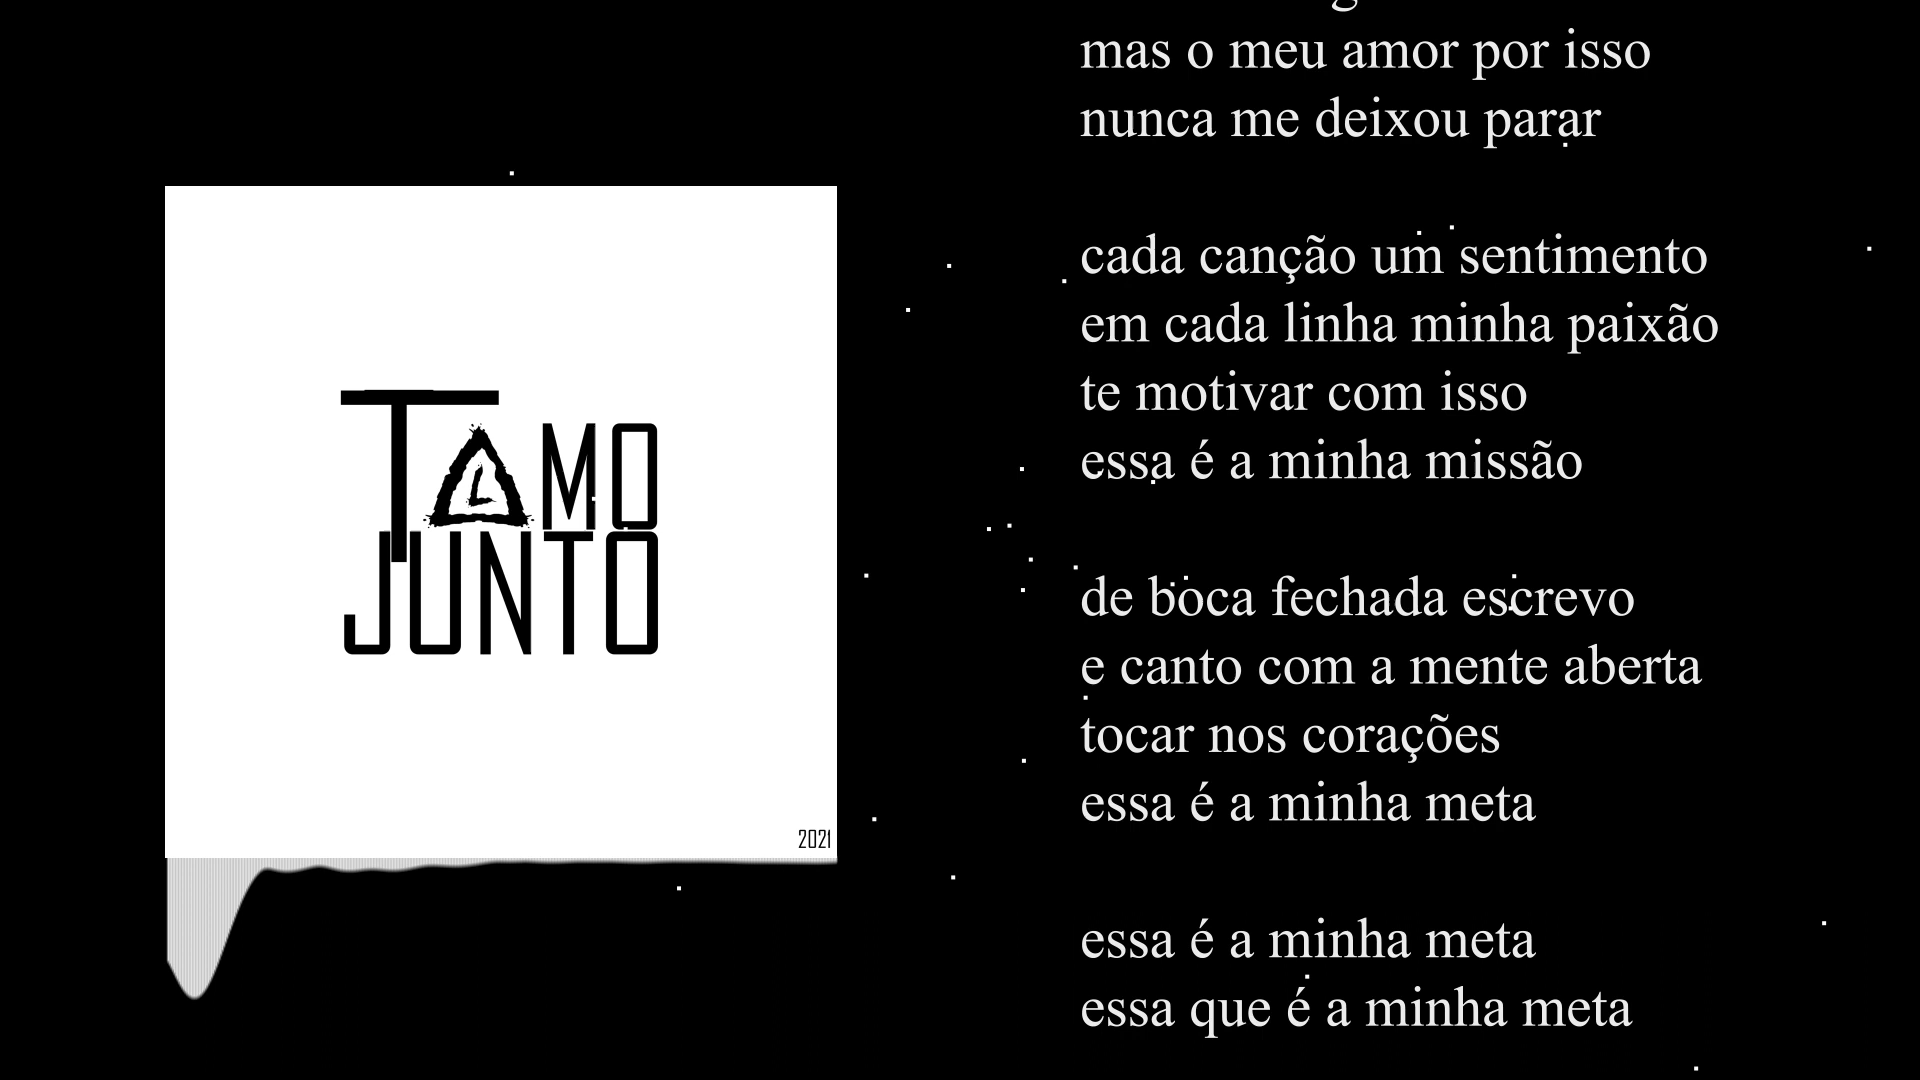 TAMO
JUNTO
2021
mas o meu amor por isso
nunca me deixou parar
cada canção um sentimento
em cada linha minha paixão
te motivar com isso
essa é a minha missão
de boca fechada escrevo
e canto com a mente aberta
tocar nos corações
essa é a minha meta
essa é a minha meta
essa que é a minha meta